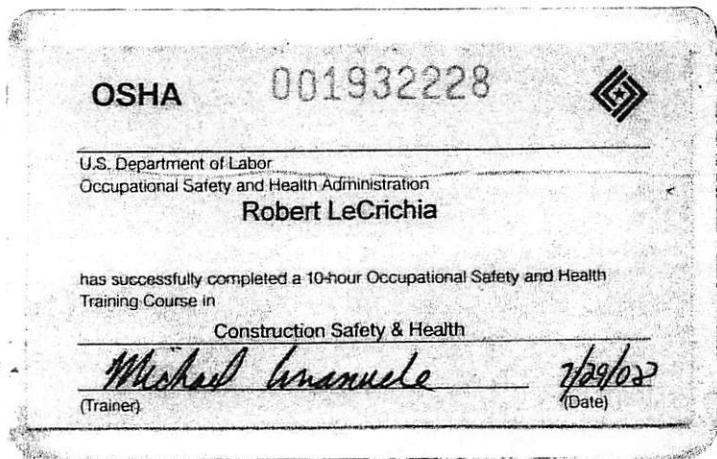 OSHA 001932228
U.S. Department of Labor
Occupational Safety and Health Administration
Robert LeCrichia
has successfully completed a 10-hour Occupational Safety and Health
Training Course in
Construction Safety & Health
Michael
(Trainer) (Date)